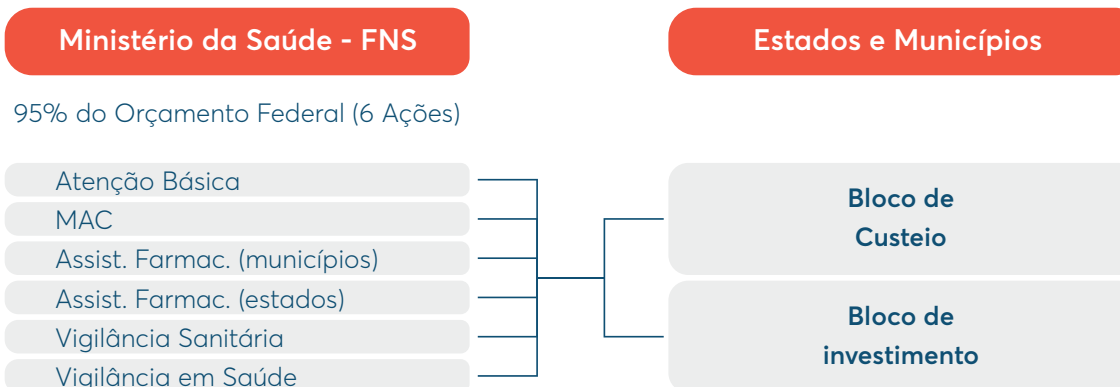 Ministério da Saúde - FNS
Estados e Municípios
95% do Orçamento Federal (6 Ações)
Atenção Básica
MAC
Assist. Farmac. (municípios)
Assist. Farmac. (estados)
Vigilância Sanitária
Vigilância em Saúde
Bloco de
Custeio
Bloco de
investimento